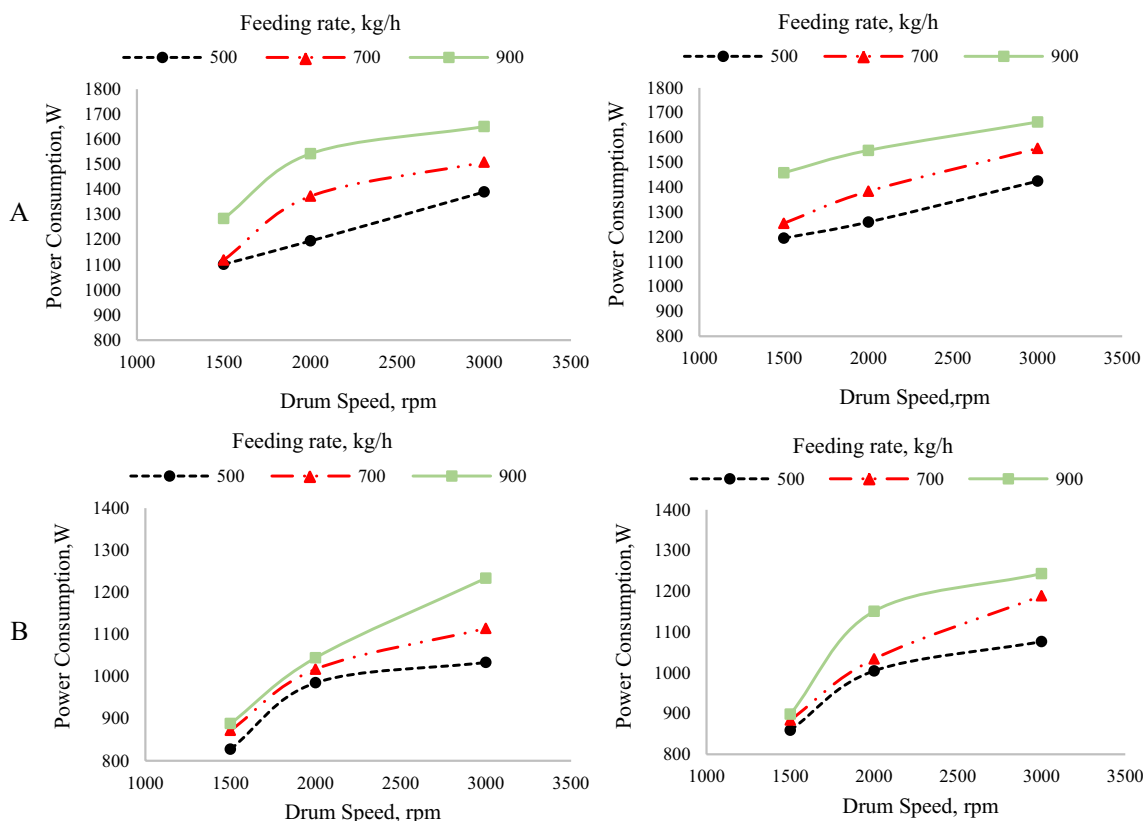 Feeding rate, kg/h
500 700 900
A
Power Consumption,W
1800
1700
1600
1500
1400
1300
1200
1100
1000
900
800
1000 1500 2000 2500 3000 3500
Drum Speed, rpm
Feeding rate, kg/h
500 700 900
Power Consumption,W
1800
1700
1600
1500
1400
1300
1200
1100
1000
900
800
1000 1500 2000 2500 3000 3500
Drum Speed,rpm
Feeding rate, kg/h
500 700 900
B
Power Consumption,W
1400
1300
1200
1100
1000
900
800
1000 1500 2000 2500 3000 3500
Drum Speed, rpm
Feeding rate, kg/h
500 700 900
Power Consumption,W
1400
1300
1200
1100
1000
900
800
1000 1500 2000 2500 3000 3500
Drum Speed, rpm